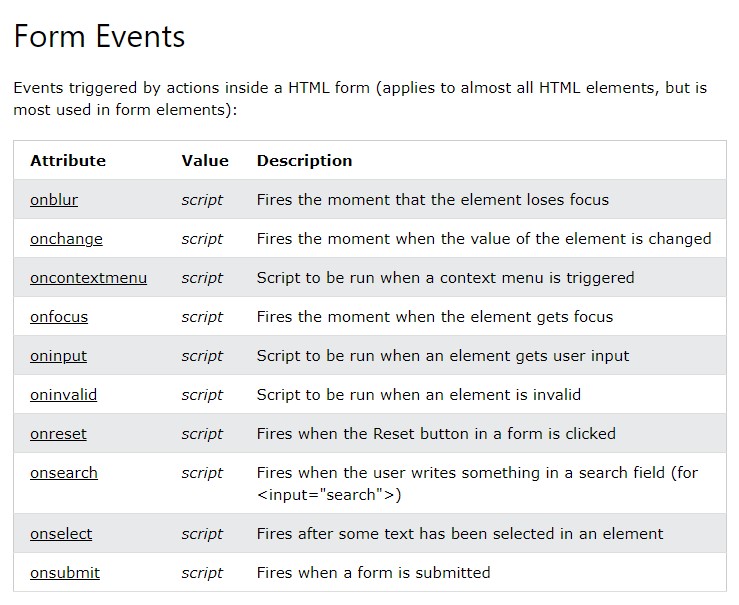 Form Events
Events triggered by actions inside a HTML form (applies to almost all HTML elements, but is
most used in form elements):
Attribute Value Description
onblur script Fires the moment that the element loses focus
onchange script Fires the moment when the value of the element is changed
oncontextmenu script Script to be run when a context menu is triggered
onfocus script Fires the moment when the element gets focus
oninput script Script to be run when an element gets user input
oninvalid script Script to be run when an element is invalid
onreset script Fires when the Reset button in a form is clicked
onsearch script Fires when the user writes something in a search field (for
<input="search">)
onselect script Fires after some text has been selected in an element
onsubmit script Fires when a form is submitted